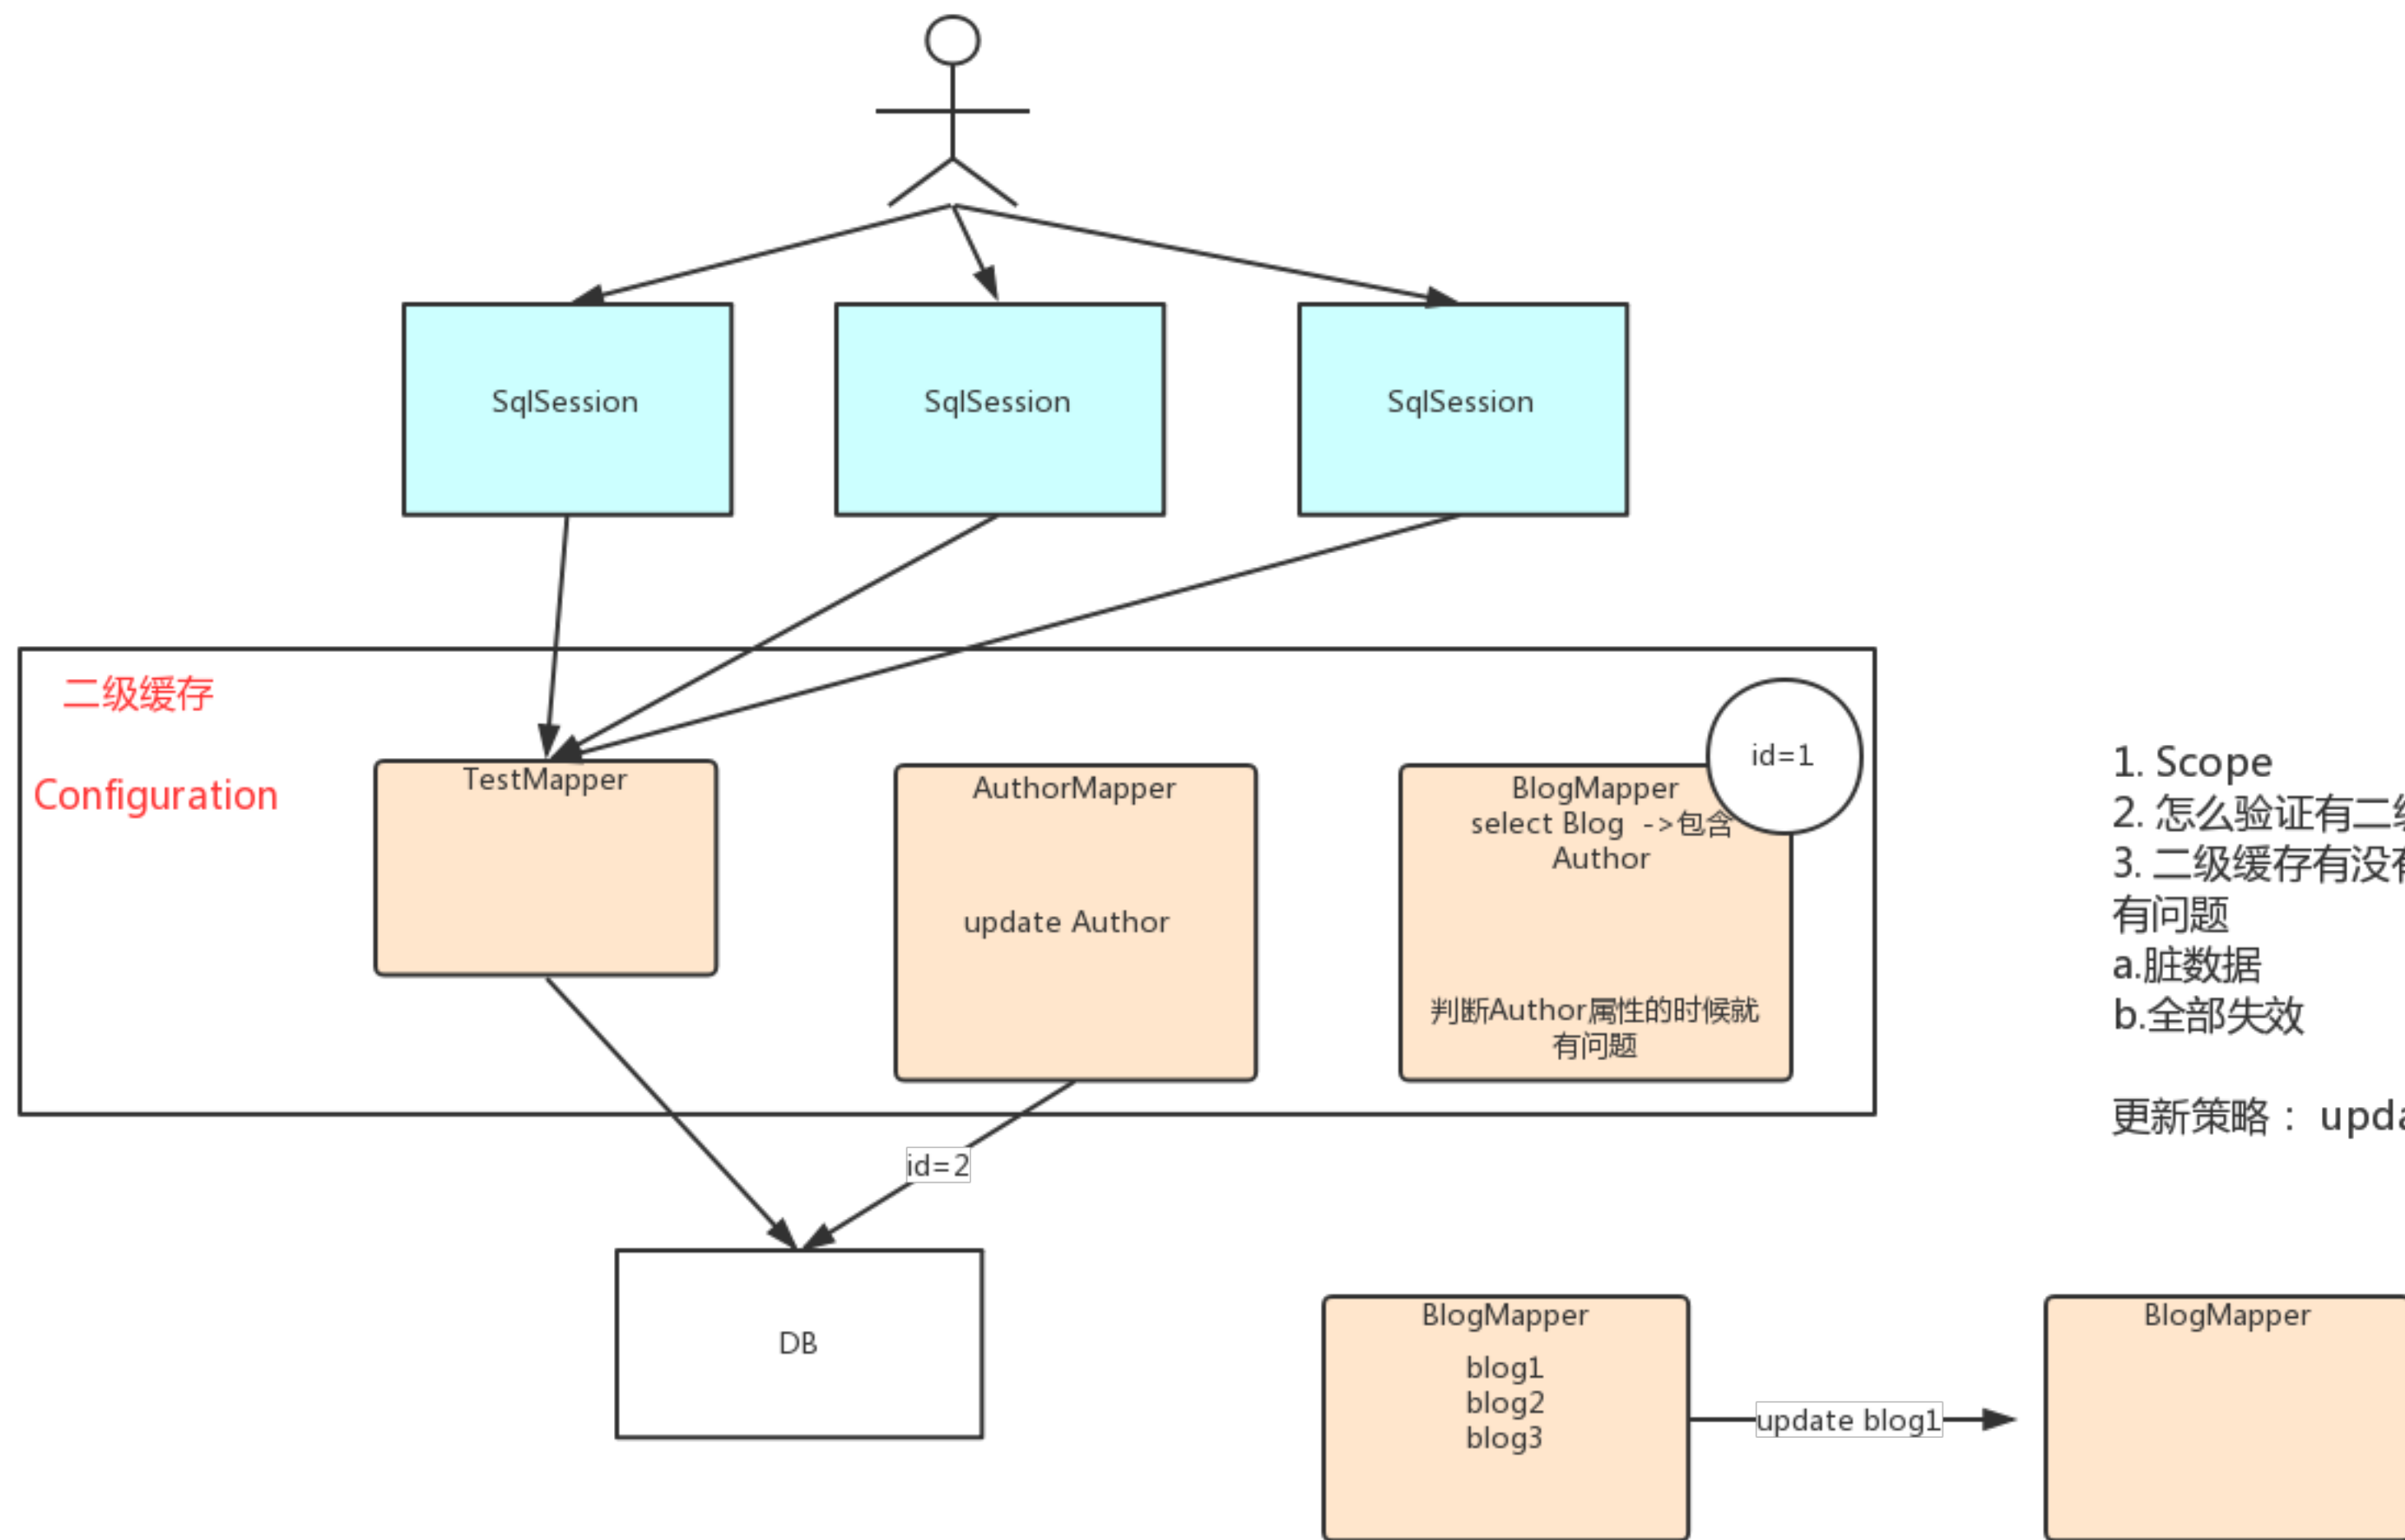 SqlSession
SqlSession
SqlSession
二级缓存
Configuration
TestMapper
AuthorMapper
update Author
BlogMapper
select Blog ->包含
Author
判断Author属性的时候就
有问题
id=1
1. Scope
2. 怎么验证有二
3. 二级缓存有没
有问题
a.脏数据
b.全部失效
更新策略：
id=2
DB
BlogMapper
blog1
blog2
blog3
update blog1
BlogMapper